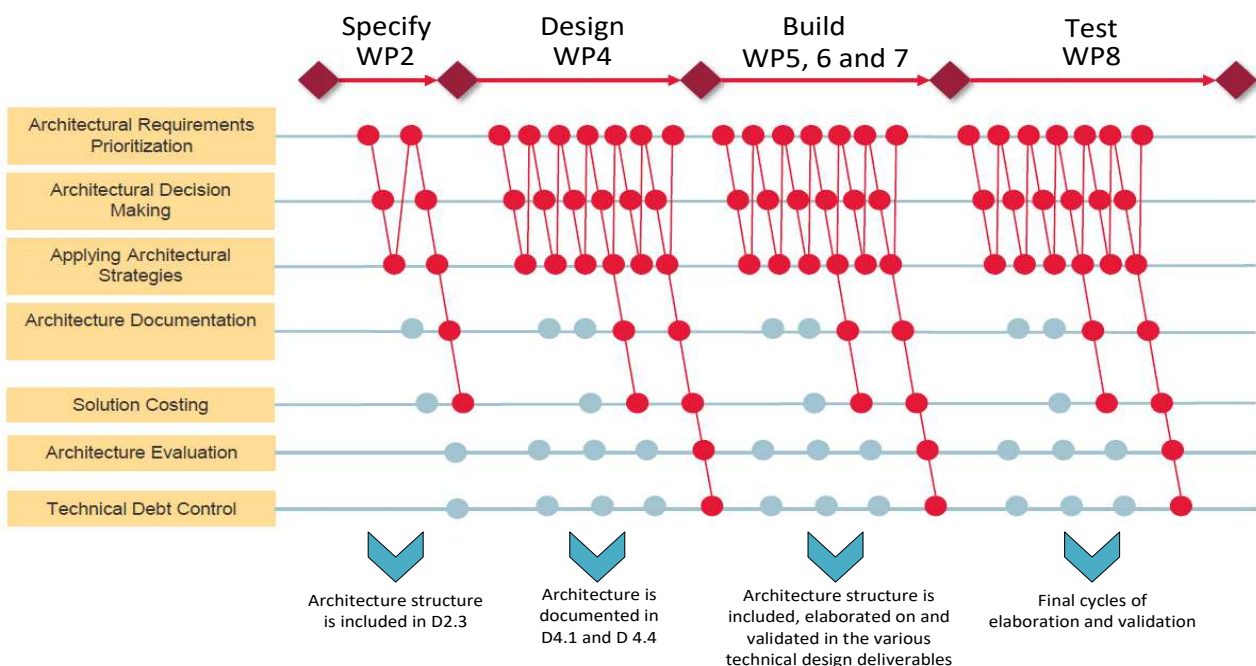 Specify
WP2
Design
WP4
Build
WP5, 6 and 7
Test
WP8
Architectural Requirements
Prioritization
Architectural Decision
Making
Applying Architectural
Strategies
Architecture Documentation
Solution Costing
Architecture Evaluation
Technical Debt Control
Architecture structure
is included in D2.3
Architecture is
documented in
D4.1 and D 4.4
Architecture structure is
included, elaborated on and
validated in the various
technical design deliverables
Final cycles of
elaboration and validation